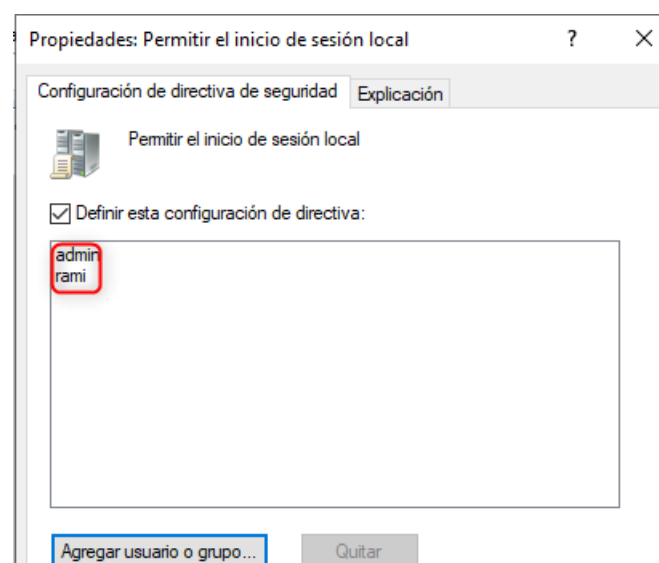 Propiedades: Permitir el inicio de sesión local ? ✕
Configuración de directiva de seguridad Explicación
Permitir el inicio de sesión local
Definir esta configuración de directiva:
admin
rami
Agregar usuario o grupo... Quitar